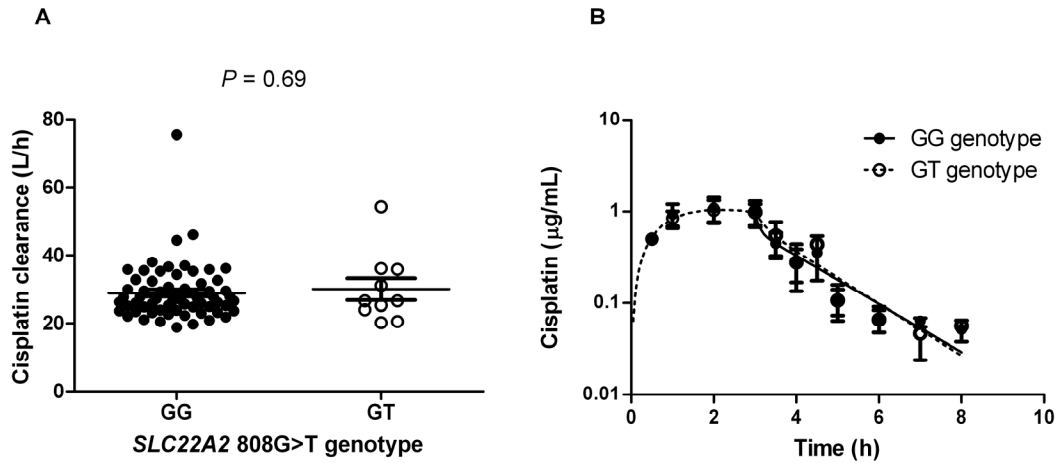 A
P = 0.69
Cisplatin clearance (L/h)
80
60
40
20
0
GG
GT
SLC22A2 808G>T genotype
B
Cisplatin (μg/mL)
10
1
0.1
0.01
GG genotype
GT genotype
0
2
4
6
8
10
Time (h)